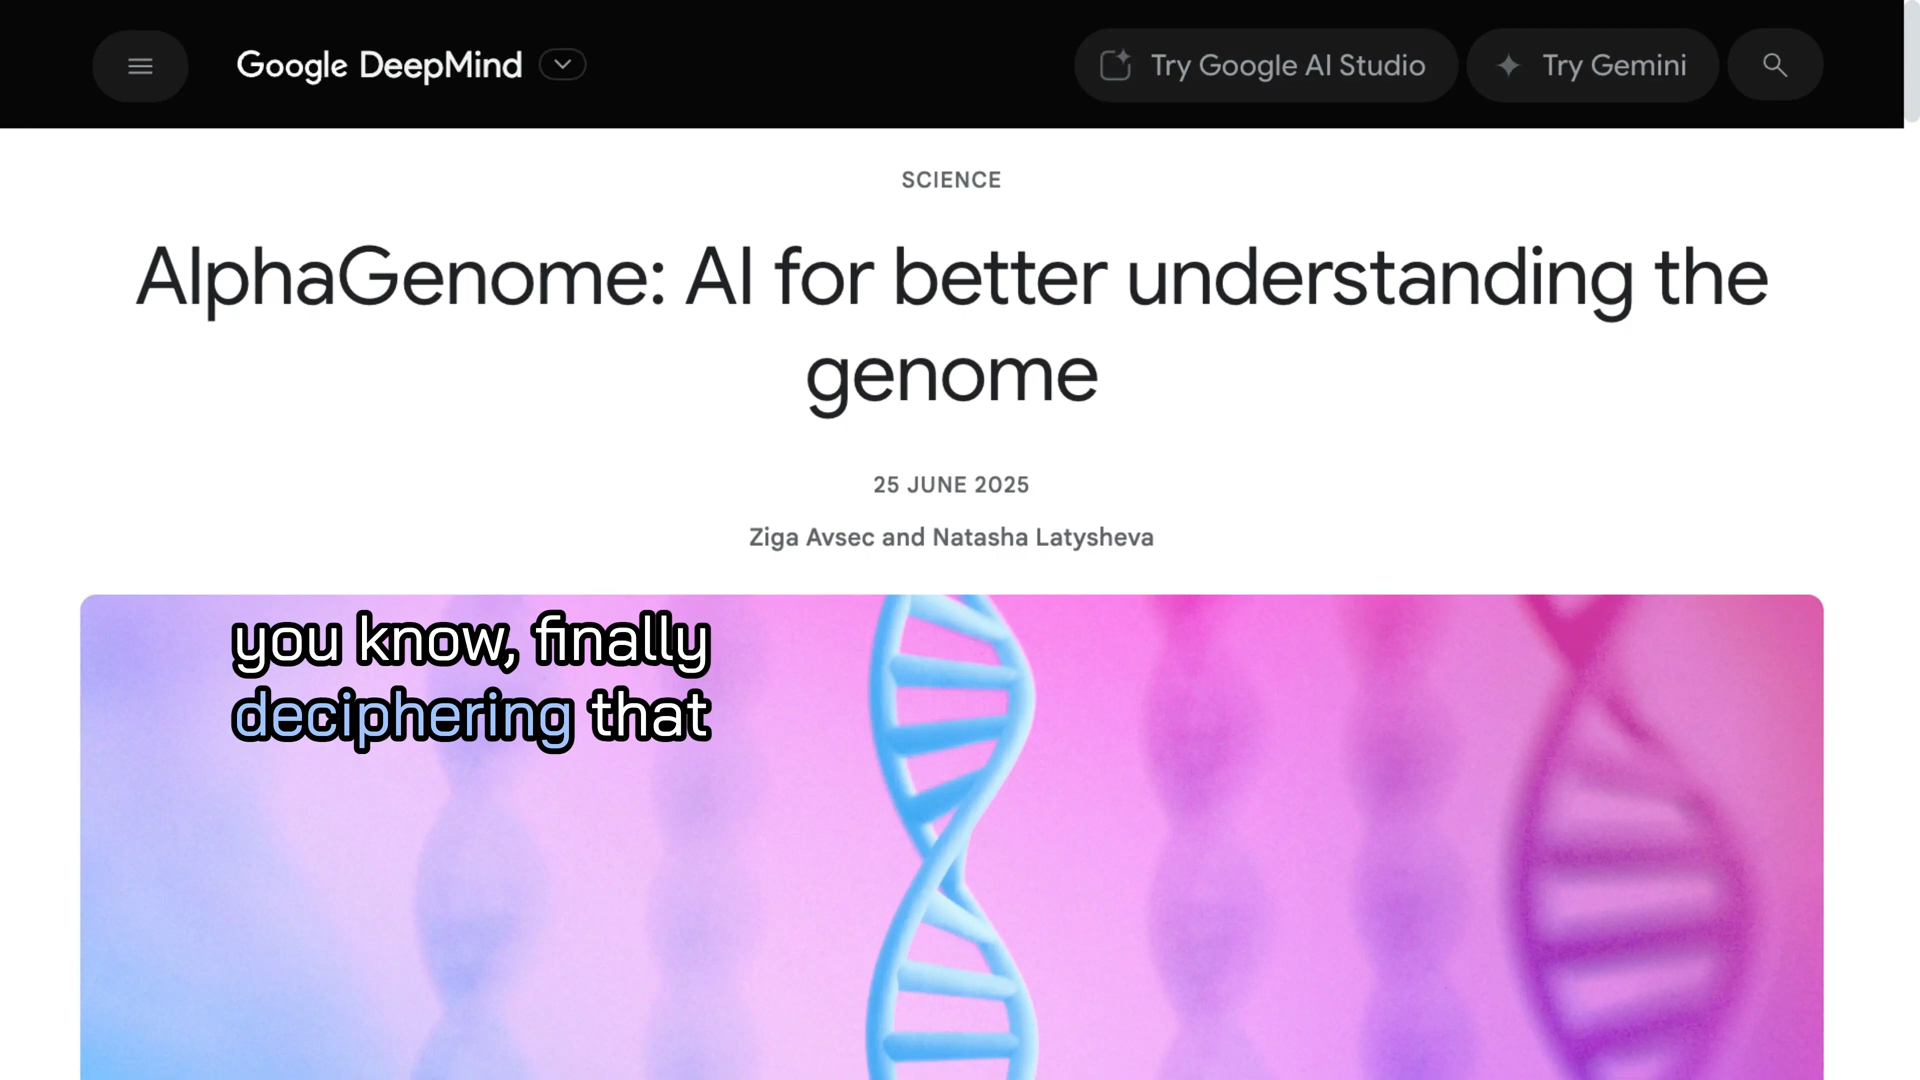 Google DeepMind
Try Google AI Studio
Try Gemini
SCIENCE
AlphaGenome: AI for better understanding the
genome
25 JUNE 2025
Ziga Avsec and Natasha Latysheva
you know, finally
deciphering that